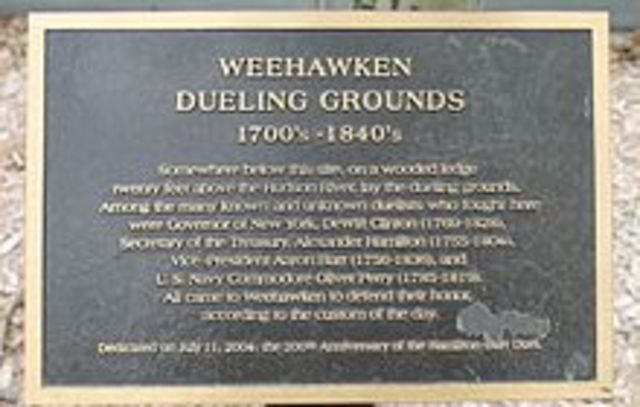 WEEHAWKEN
DUELING GROUNDS
1700's - 1840's
Somewhere below this site, on a wooded ledge
twenty feet above the Hudson River, lay the dueling grounds.
Among the many known and unknown duelists who fought here
were Governor of New York, Dewitt Clinton (1769-1828),
Secretary of the Treasury, Alexander Hamilton (1755-1804),
Vice-President Aaron Burr (1756-1836), and
U.S. Navy Commodore Oliver Perry (1785-1819).
All came to Weehawken to defend their honor,
according to the custom of the day.
Dedicated on July 11, 2004, the 200th Anniversary of the Hamilton-Burr Duel.